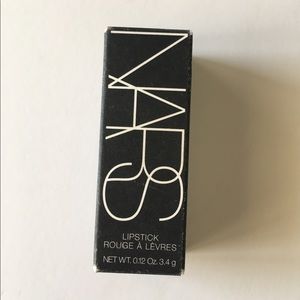 NARS
LIPSTICK
ROUGE À LÈVRES
NET WT. 0.12 Oz. 3.4 g